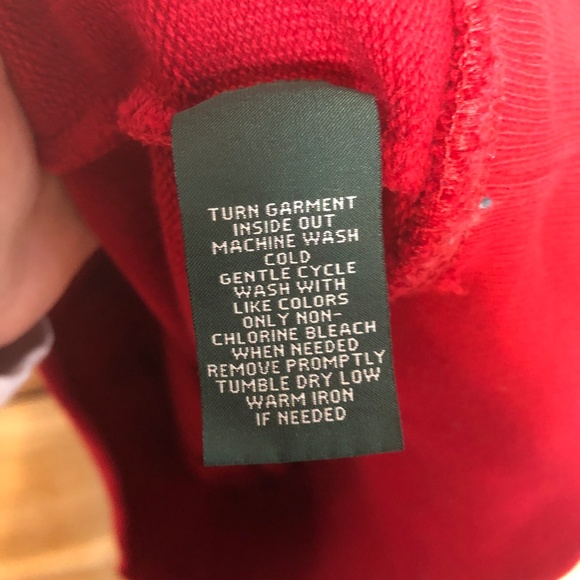 TURN GARMENT
INSIDE OUT
MACHINE WASH
COLD
GENTLE CYCLE
WASH WITH
LIKE COLORS
ONLY NON-
CHLORINE BLEACH
WHEN NEEDED
REMOVE PROMPTLY
TUMBLE DRY LOW
WARM IRON
IF NEEDED